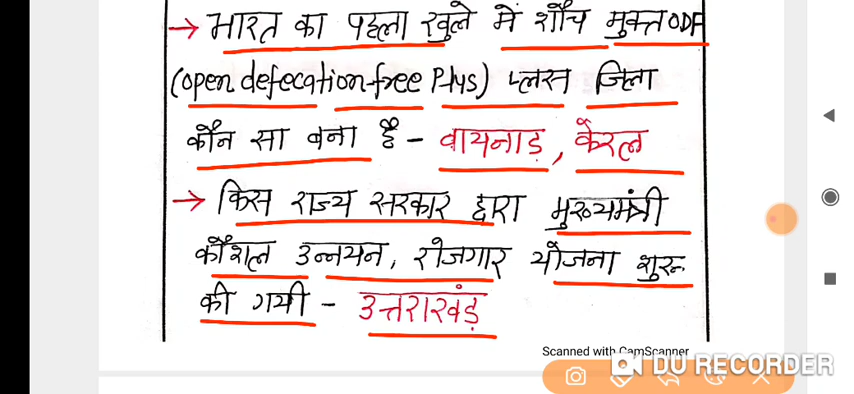 → भारत का पहला खुले में शौच मुक्त ODF
(open defecation-free Plus) प्लस जिला
कौन सा बना है - वायनाड़, केरल
→ किस राज्य सरकार द्वारा मुख्यमंत्री
कौशल उन्नयन, रोजगार योजना शुरू
की गयी - उत्तराखंड़
Scanned with CamScanner
DU RECORDER